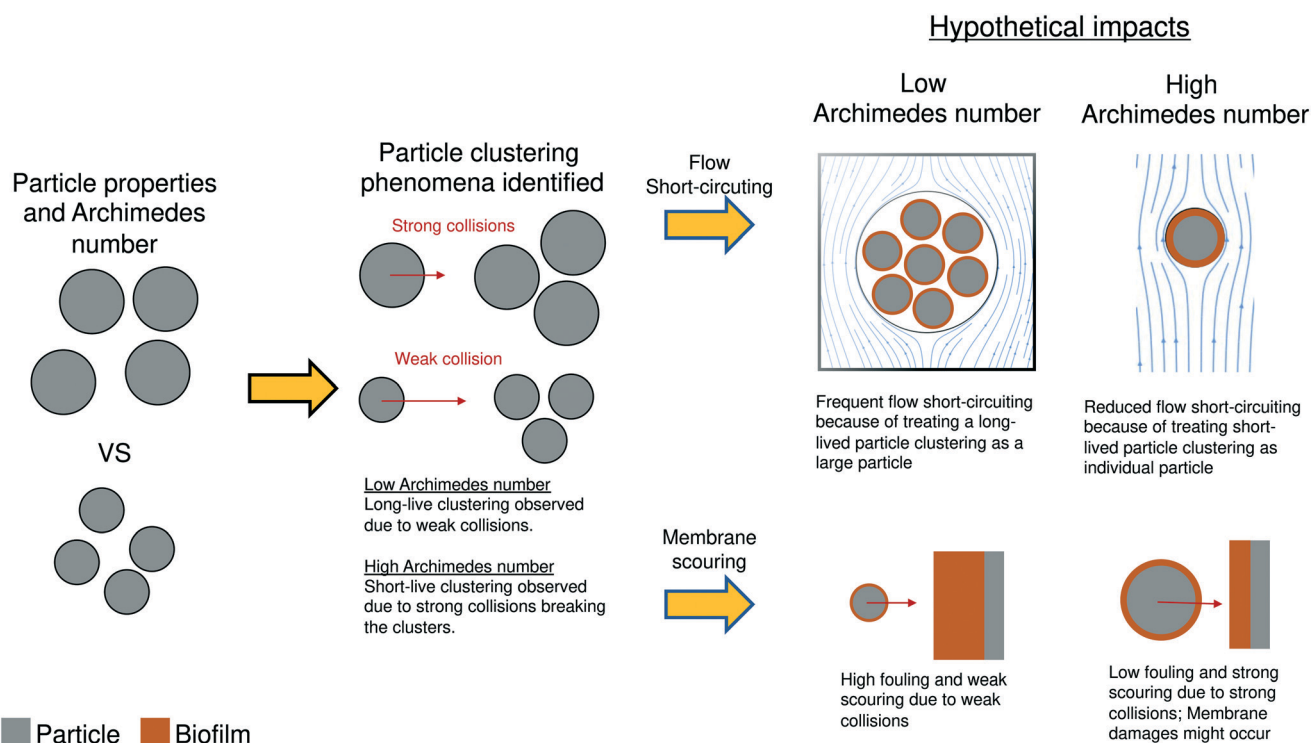 Hypothetical impacts
Particle properties
and Archimedes
number
VS
Particle clustering
phenomena identified
Strong collisions
Weak collision
Low Archimedes number
Long-live clustering observed
due to weak collisions.
High Archimedes number
Short-live clustering observed
due to strong collisions breaking
the clusters.
Flow
Short-circuting
Low
Archimedes number
High
Archimedes number
Frequent flow short-circuiting
because of treating a long-
lived particle clustering as a
large particle
Reduced flow short-circuiting
because of treating short-
lived particle clustering as
individual particle
Membrane
scouring
High fouling and weak
scouring due to weak
collisions
Low fouling and strong
scouring due to strong
collisions; Membrane
damages might occur
Particle
Biofilm